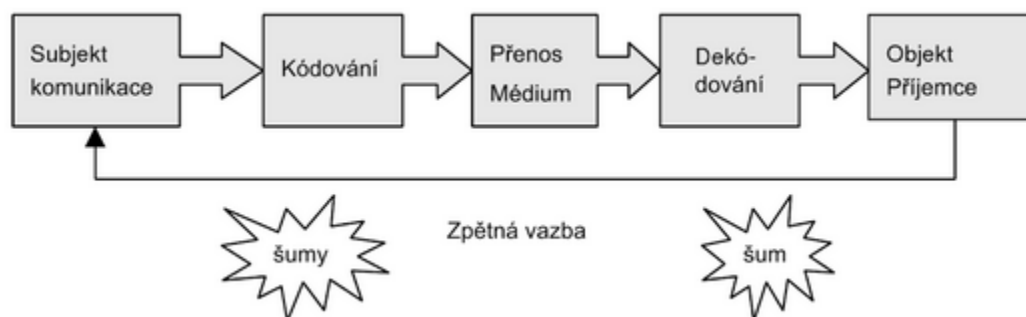 Subjekt
komunikace
Kódování
Přenos
Médium
Dekó-
dování
Objekt
Příjemce
Zpětná vazba
šumy
šum